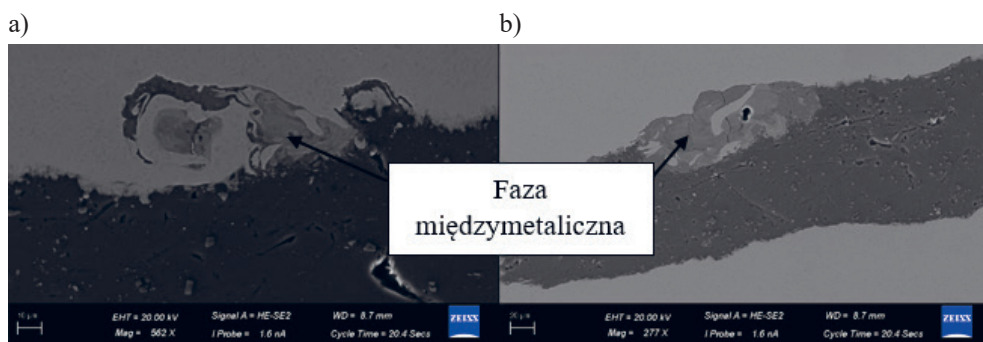 a)
b)
Faza
międzymetaliczna
10 μm
EHT = 20.00 kV
Signal A = HE-SE2
WD = 8.7 mm
ZEISS
Mag = 562 X
I Probe = 1.6 nA
Cycle Time = 20.4 Secs
EHT = 20.00 kV
Signal A = HE-SE2
WD = 8.7 mm
ZEISS
Mag = 277 X
I Probe = 1.6 nA
Cycle Time = 20.4 Secs